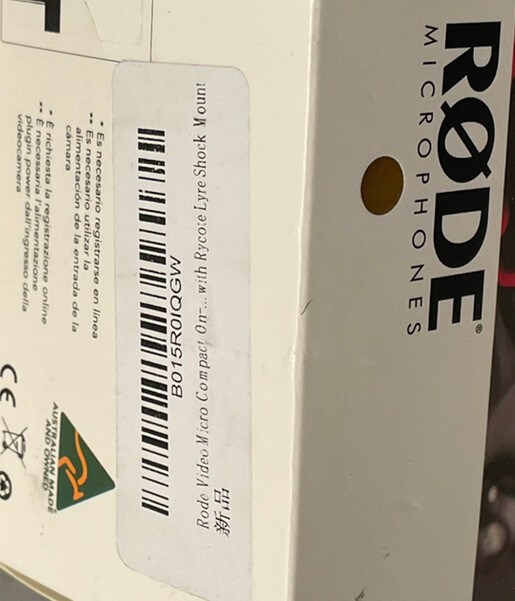 RØDE®
MICROPHONES
B015R0IQGW
Rode VideoMicro Compact On-...with Rycote Lyre Shock Mount
新品
* Es necesario registrarse en línea
** Es necesario utilizar la
alimentación de la entrada de la
cámara
* È richiesta la registrazione online
** È necessaria l'alimentazione
plugin power dall'ingresso della
videocamera
CE
AUSTRALIAN MADE
AND OWNED